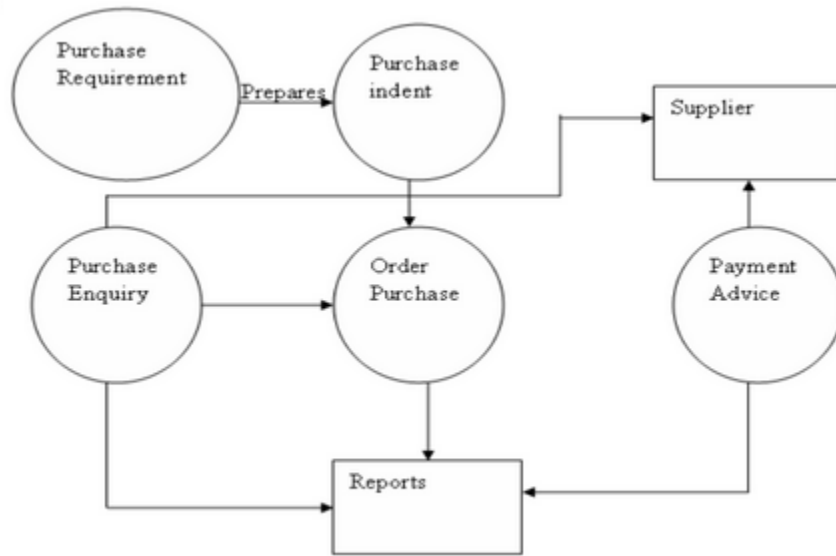 Purchase
Requirement
Prepares
Purchase
indent
Supplier
Purchase
Enquiry
Order
Purchase
Payment
Advice
Reports